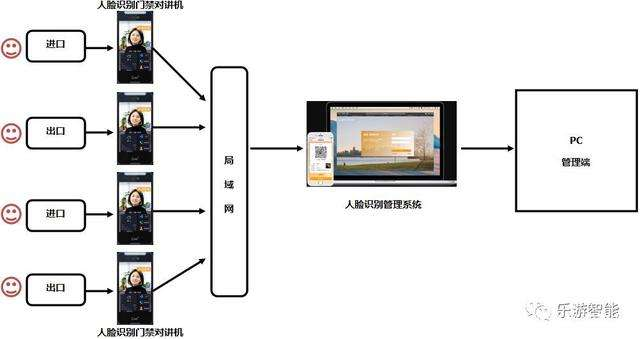 人脸识别门禁对讲机
进口
出口
进口
出口
人脸识别门禁对讲机
局
域
网
人脸识别管理系统
PC
管理端
乐游智能